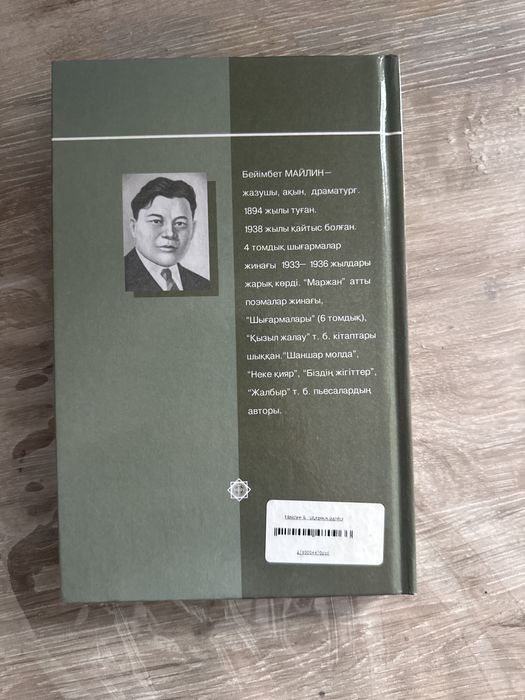 Бейімбет МАЙЛИН—
жазушы, ақын, драматург.
1894 жылы туған.
1938 жылы қайтыс болған.
4 томдық шығармалар
жинағы 1933— 1936 жылдары
жарық көрді. "Маржан" атты
поэмалар жинағы,
"Шығармалары" (6 томдық),
"Қызыл жалау" т. б. кітаптары
шыққан."Шаншар молда",
"Неке қияр", "Біздің жігіттер",
"Жалбыр" т. б. пьесалардың
авторы.